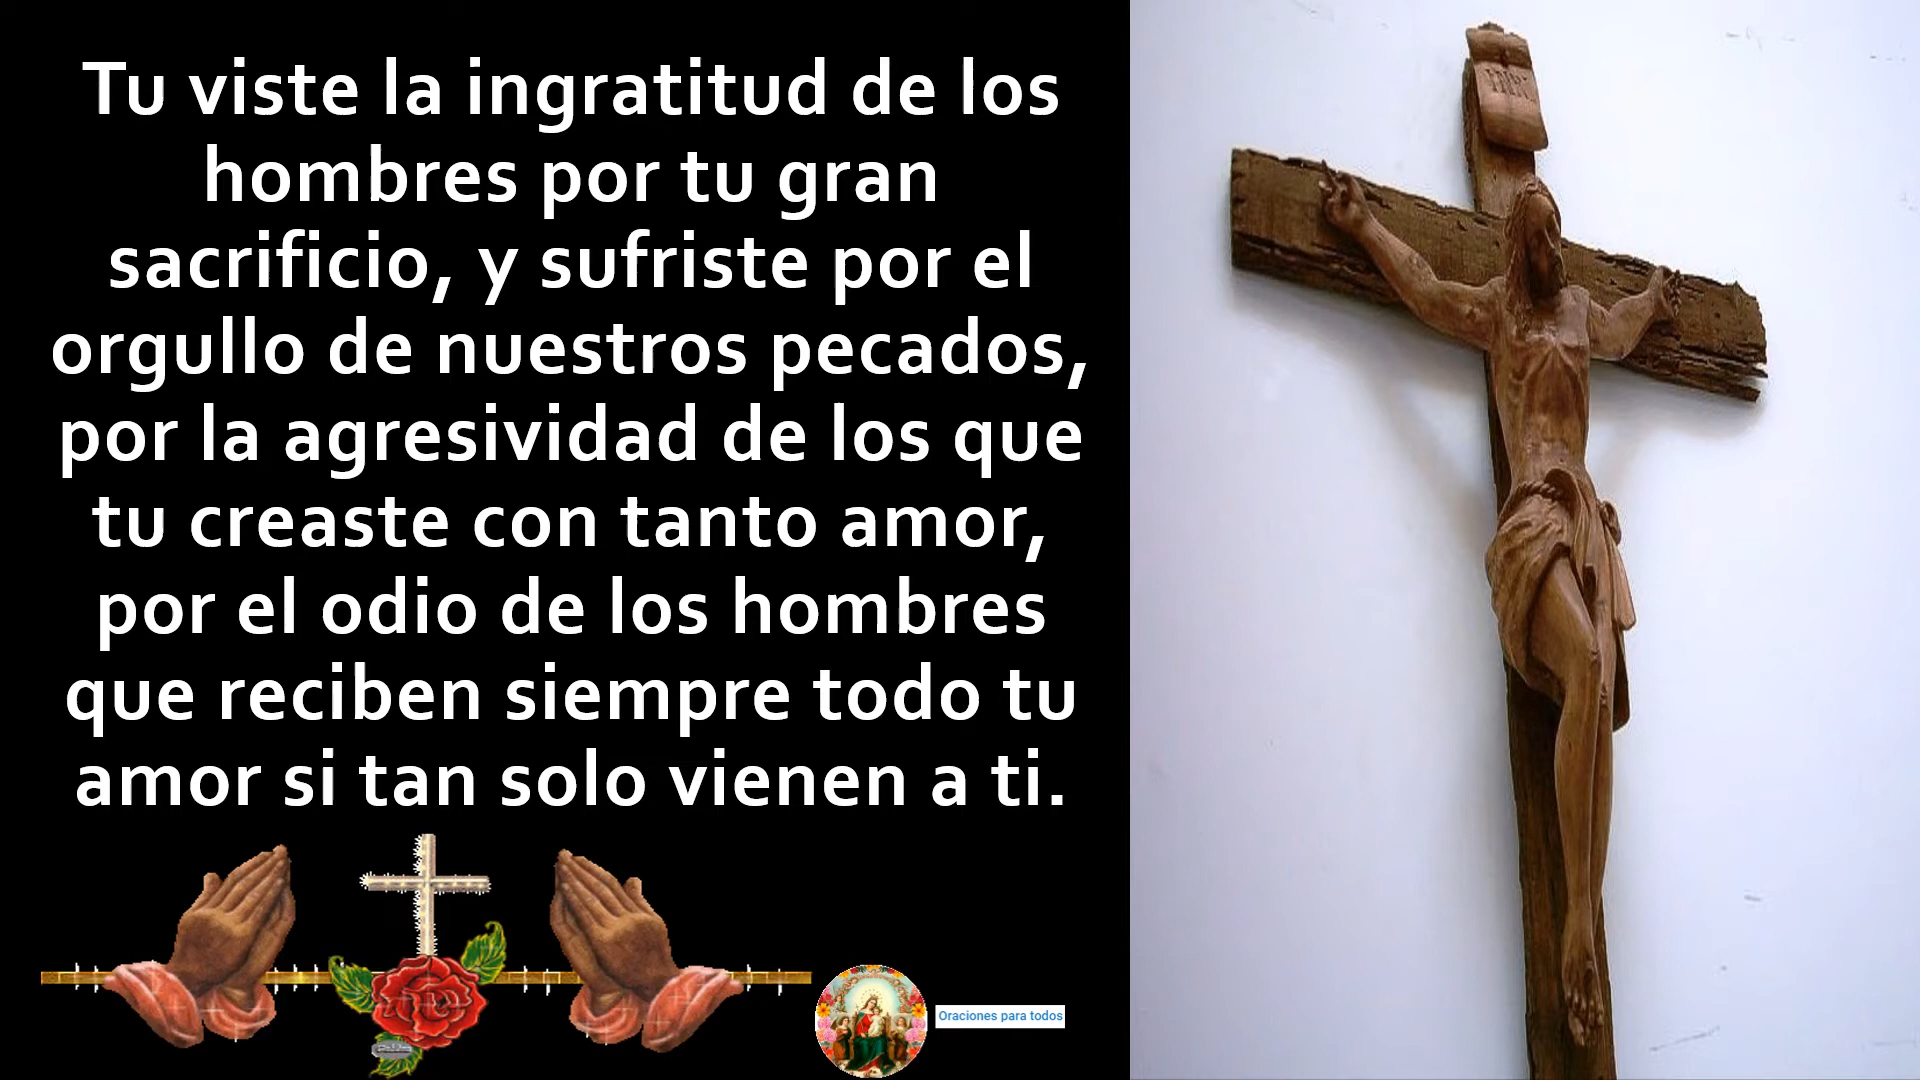 Tu viste la ingratitud de los
hombres por tu gran
sacrificio, y sufriste por el
orgullo de nuestros pecados,
por la agresividad de los que
tu creaste con tanto amor,
por el odio de los hombres
que reciben siempre todo tu
amor si tan solo vienen a ti.
Oraciones para todos